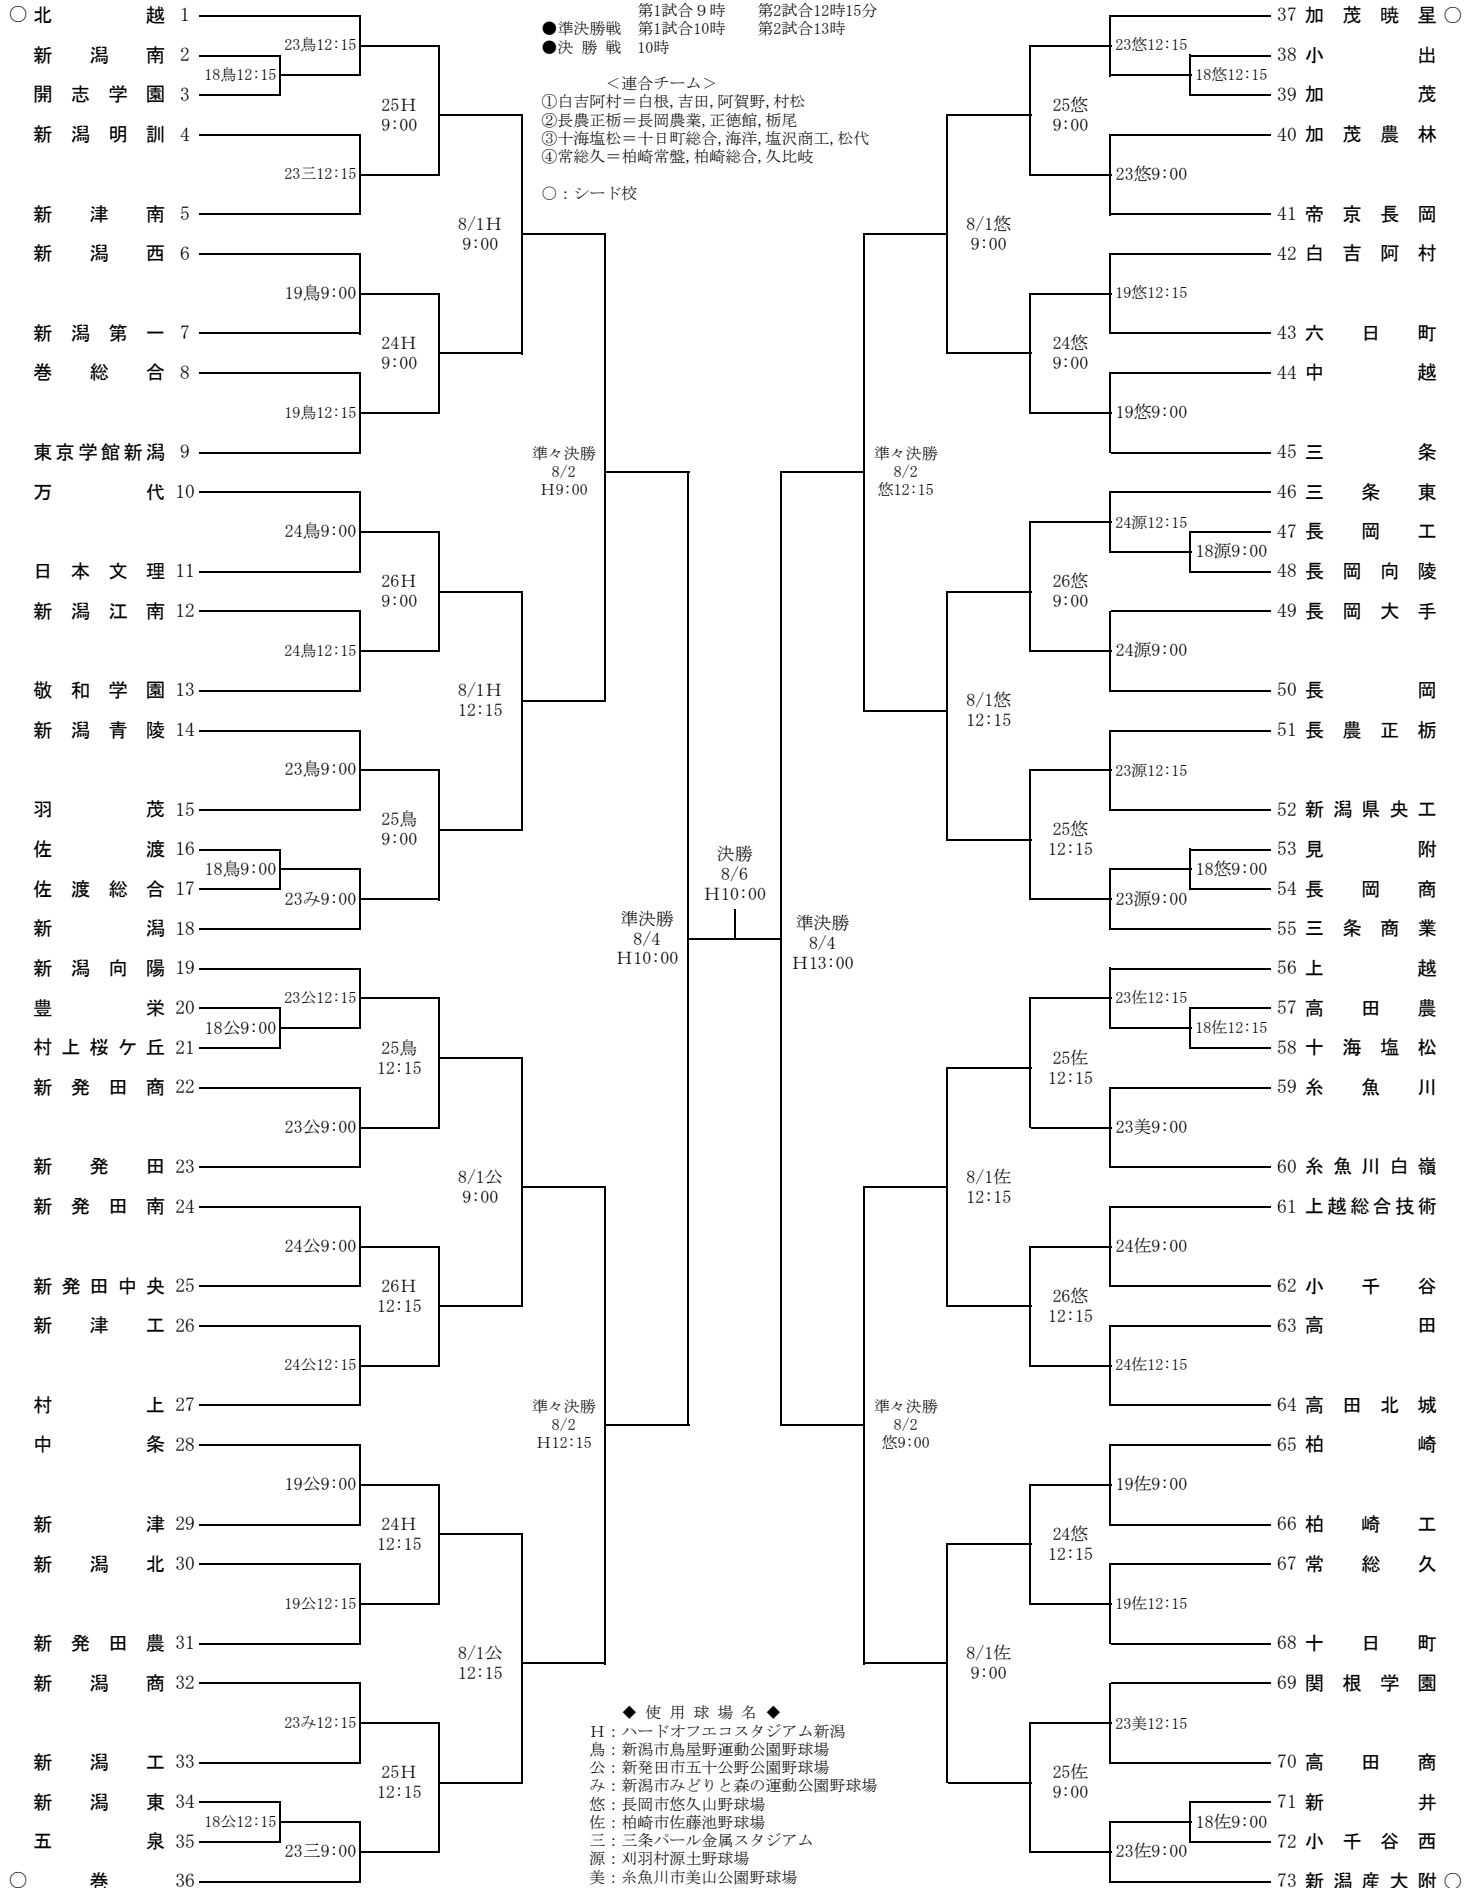 第1試合９時　第2試合12時15分
●準決勝戦　第1試合10時　第2試合13時
●決 勝 戦　10時
＜連合チーム＞
①白吉阿村＝白根,吉田,阿賀野,村松
②長農正栃＝長岡農業,正徳館,栃尾
③十海塩松＝十日町総合,海洋,塩沢商工,松代
④常総久＝柏崎常盤,柏崎総合,久比岐
○：シード校
○ 北越 1
新潟南 2
開志学園 3
新潟明訓 4
新津南 5
新潟西 6
新潟第一 7
巻総合 8
東京学館新潟 9
万代 10
日本文理 11
新潟江南 12
敬和学園 13
新潟青陵 14
羽茂 15
佐渡 16
佐渡総合 17
新潟 18
新潟向陽 19
豊栄 20
村上桜ケ丘 21
新発田商 22
新発田 23
新発田南 24
新発田中央 25
新津工 26
村上 27
中条 28
新津 29
新潟北 30
新発田農 31
新潟商 32
新潟工 33
新潟東 34
五泉 35
○ 巻 36
18鳥12:15
18鳥9:00
18公9:00
18公12:15
23鳥12:15
23三12:15
19鳥9:00
19鳥12:15
24鳥9:00
24鳥12:15
23鳥9:00
23み9:00
23公12:15
23公9:00
24公9:00
24公12:15
19公9:00
19公12:15
23み12:15
23三9:00
25H
9:00
24H
9:00
26H
9:00
25鳥
9:00
25鳥
12:15
26H
12:15
24H
12:15
25H
12:15
8/1H
9:00
8/1H
12:15
8/1公
9:00
8/1公
12:15
準々決勝
8/2
H9:00
準々決勝
8/2
H12:15
準決勝
8/4
H10:00
決勝
8/6
H10:00
準決勝
8/4
H13:00
準々決勝
8/2
悠12:15
準々決勝
8/2
悠9:00
8/1悠
9:00
8/1悠
12:15
8/1佐
12:15
8/1佐
9:00
25悠
9:00
24悠
9:00
26悠
9:00
25悠
12:15
25佐
12:15
26悠
12:15
24悠
12:15
25佐
9:00
23悠12:15
23悠9:00
19悠12:15
19悠9:00
24源12:15
24源9:00
23源12:15
23源9:00
23佐12:15
23美9:00
24佐9:00
24佐12:15
19佐9:00
19佐12:15
23美12:15
23佐9:00
18悠12:15
18源9:00
18悠9:00
18佐12:15
18佐9:00
37 加茂暁星 ○
38 小出
39 加茂
40 加茂農林
41 帝京長岡
42 白吉阿村
43 六日町
44 中越
45 三条
46 三条東
47 長岡工
48 長岡向陵
49 長岡大手
50 長岡
51 長農正栃
52 新潟県央工
53 見附
54 長岡商
55 三条商業
56 上越
57 高田農
58 十海塩松
59 糸魚川
60 糸魚川白嶺
61 上越総合技術
62 小千谷
63 高田
64 高田北城
65 柏崎
66 柏崎工
67 常総久
68 十日町
69 関根学園
70 高田商
71 新井
72 小千谷西
73 新潟産大附 ○
◆ 使 用 球 場 名 ◆
H：ハードオフエコスタジアム新潟
鳥：新潟市鳥屋野運動公園野球場
公：新発田市五十公野公園野球場
み：新潟市みどりと森の運動公園野球場
悠：長岡市悠久山野球場
佐：柏崎市佐藤池野球場
三：三条パール金属スタジアム
源：刈羽村源土野球場
美：糸魚川市美山公園野球場